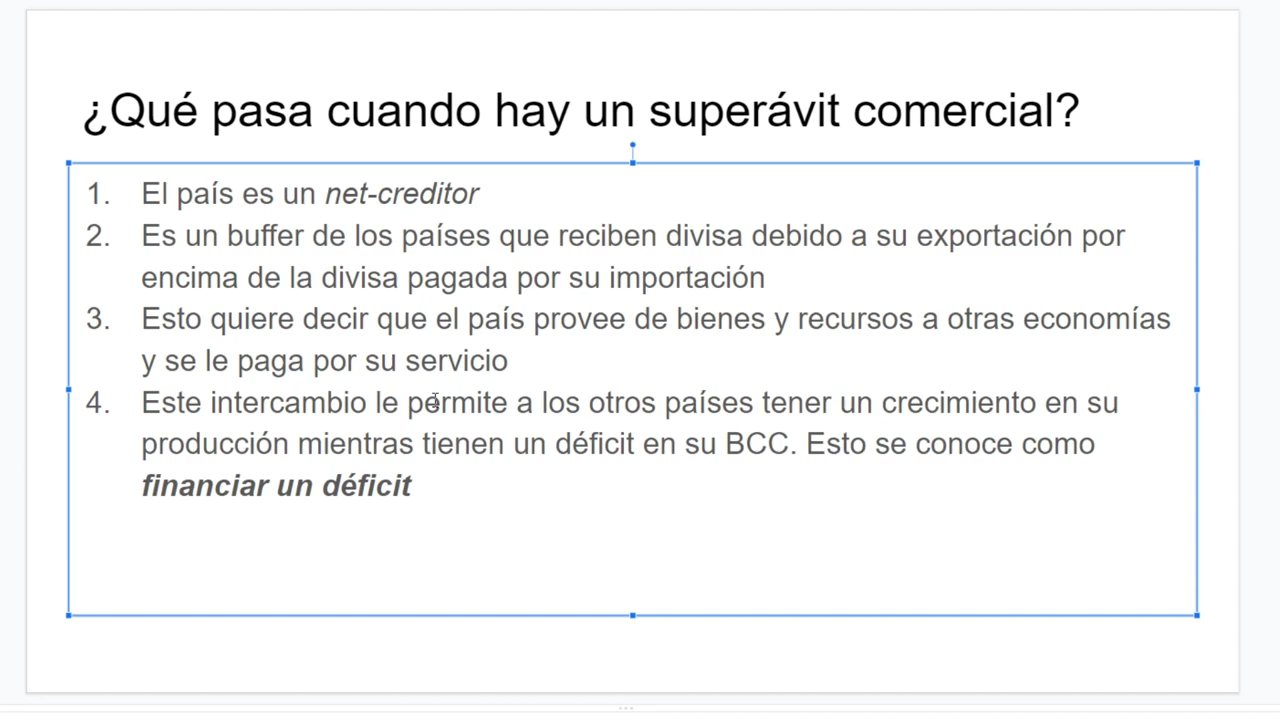 ¿Qué pasa cuando hay un superávit comercial?
1. El país es un net-creditor
2. Es un buffer de los países que reciben divisa debido a su exportación por
encima de la divisa pagada por su importación
3. Esto quiere decir que el país provee de bienes y recursos a otras economías
y se le paga por su servicio
4. Este intercambio le permite a los otros países tener un crecimiento en su
producción mientras tienen un déficit en su BCC. Esto se conoce como
financiar un déficit